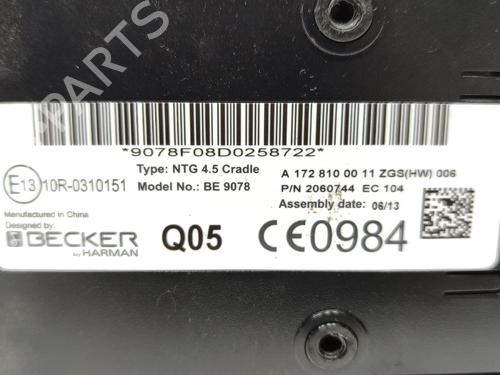 *9078F08D0258722*
Type: NTG 4.5 Cradle
A 172 810 00 11 ZGS(HW) 006
E13 10R-0310151
Model No.: BE 9078
P/N 2060744 EC 104
Assembly date: 06/13
Manufactured in China
Designed by:
BECKER
by HARMAN
Q05
CE0984
B-PARTS